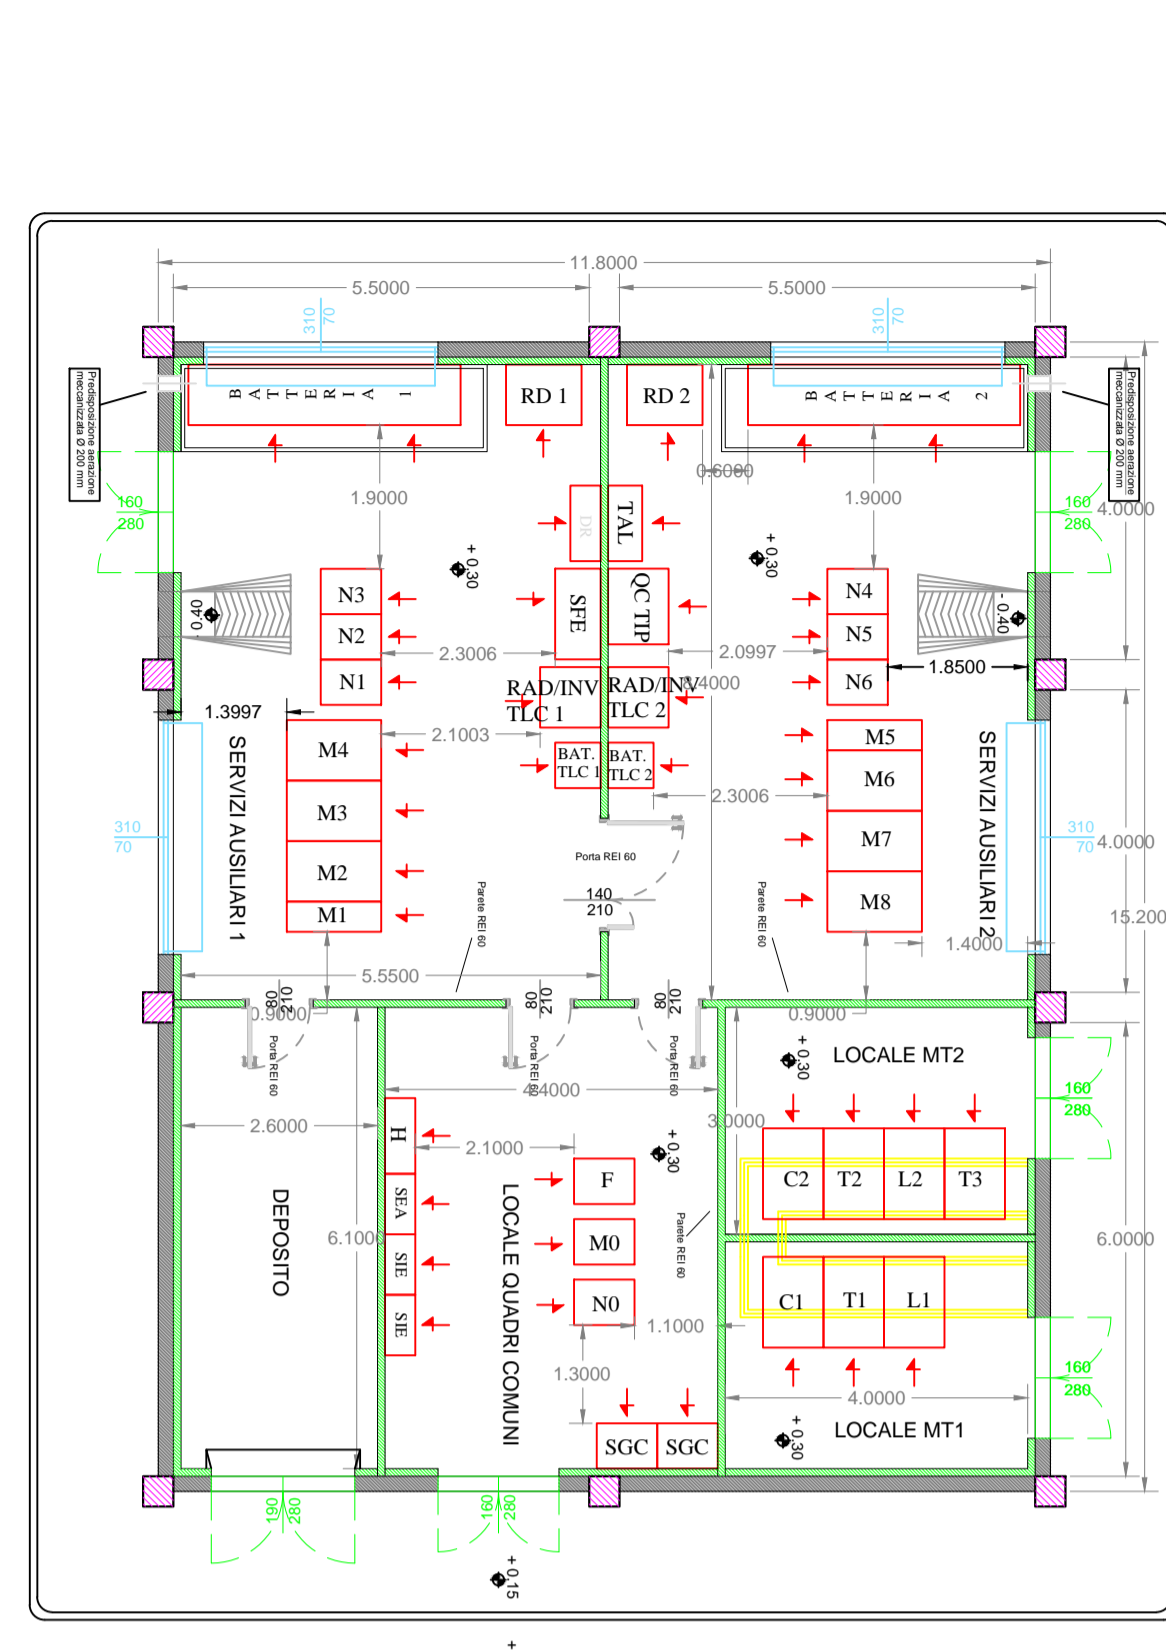 11.8000
5.5000
5.5000
310
70
310
70
Predisposizione aerazione
meccanizzata Ø 200 mm
BATTERIA 1
RD 1
RD 2
BATTERIA 2
Predisposizione aerazione
meccanizzata Ø 200 mm
160
280
1.9000
0.6000
1.9000
160
280
4.0000
DR
TAL
+ 0,30
+ 0,30
N3
N2
N1
SFE
QC TIP
N4
N5
N6
- 0.40
- 0.40
2.3006
2.0997
1.8500
RAD/INV
TLC 1
RAD/INV
TLC 2
8.4000
1.3997
2.1003
BAT.
TLC 1
BAT.
TLC 2
2.3006
SERVIZI AUSILIARI 1
M4
M3
M2
M1
M5
M6
M7
M8
SERVIZI AUSILIARI 2
310
70
310
70
4.0000
Porta REI 60
140
210
Parete REI 60
Parete REI 60
15.200
1.4000
5.5500
210
80
210
80
210
80
0.9000
0.9000
Porta REI 60
Porta REI 60
Porta REI 60
+ 0,30
LOCALE MT2
4.4000
160
280
2.6000
3.0000
H
SEA
SIE
SIE
2.1000
+ 0,30
F
M0
N0
C2
T2
L2
T3
DEPOSITO
6.1000
LOCALE QUADRI COMUNI
Parete REI 60
6.0000
C1
T1
L1
1.1000
1.3000
160
280
4.0000
SGC
SGC
+ 0,30
LOCALE MT1
190
280
160
280
+ 0,15
+